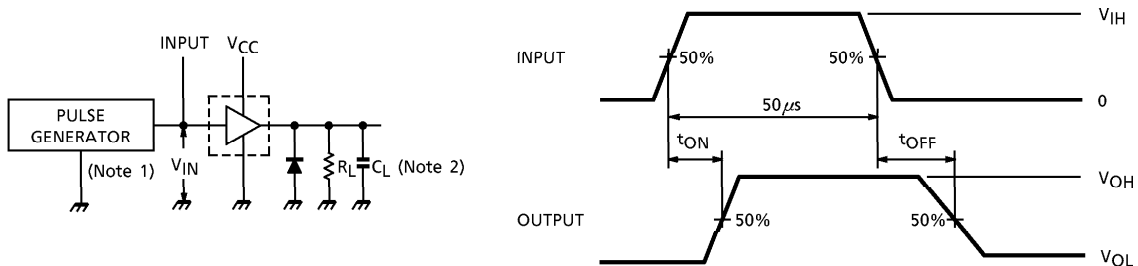 INPUT
VCC
PULSE
GENERATOR
(Note 1)
VIN
RL
CL (Note 2)
INPUT
50%
50%
VIH
0
50μs
tON
tOFF
OUTPUT
50%
50%
VOH
VOL